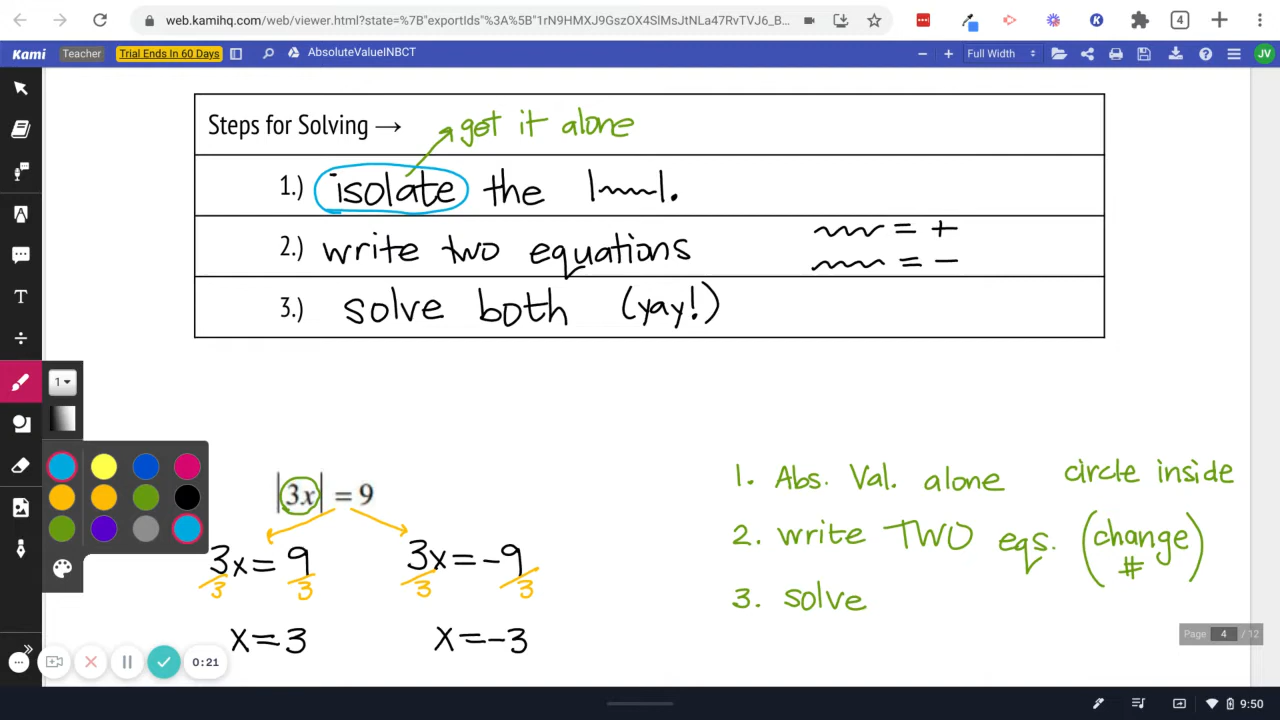 web.kamihq.com/web/viewer.html?state=%7B"exportIds"%3A%5B"1rN9HMXJ9GszOX4SlMsJtNLa47RvTVJ6_B...
4
Kami Teacher Trial Ends In 60 Days AbsoluteValueINBCT Full Width JV
Steps for Solving → get it alone
1.) isolate the | |.
2.) write two equations = +
= -
3.) solve both (yay!)
1
|3x| = 9
3x = 9 3x = -9
3 3 3 3
x = 3 x = -3
1. Abs. Val. alone circle inside
2. write TWO eqs. (change #)
3. solve
Page 4 / 12
0:21
9:50